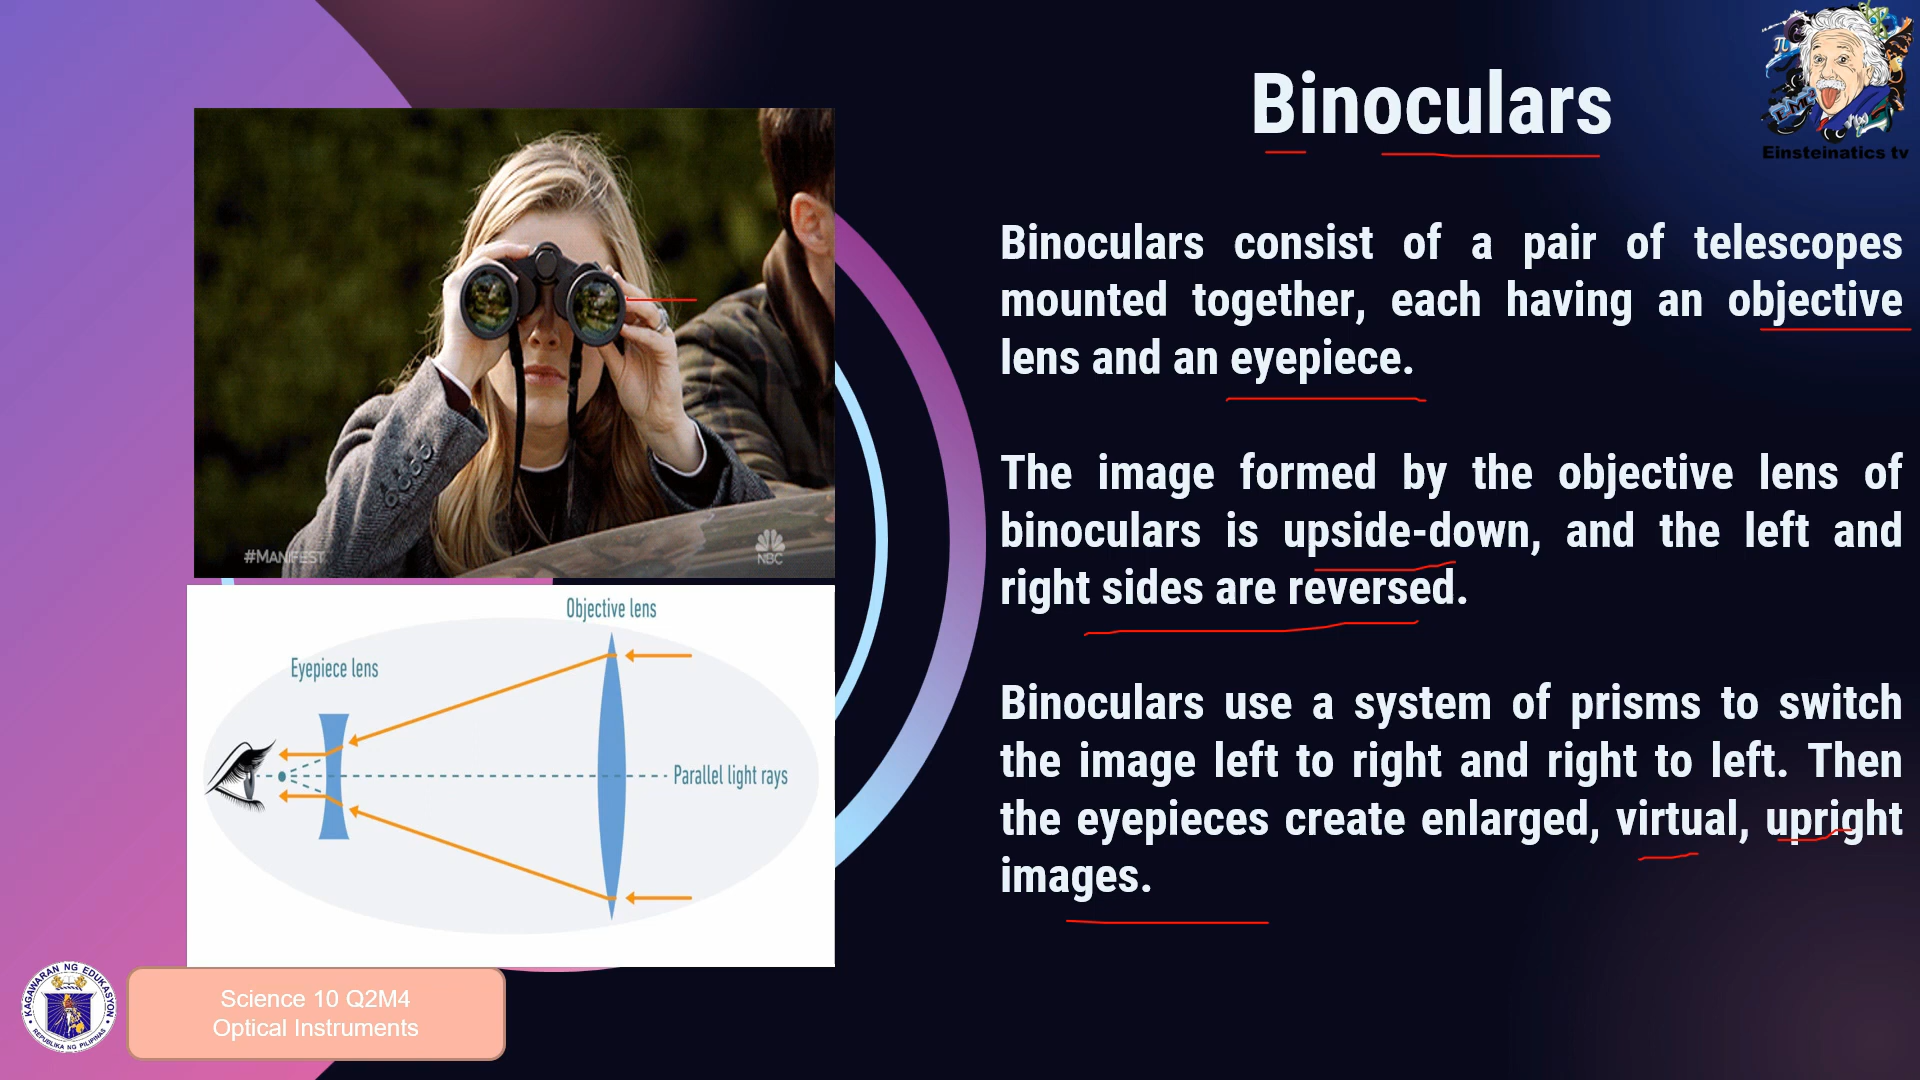 Binoculars
Einsteinatics tv
Binoculars consist of a pair of telescopes
mounted together, each having an objective
lens and an eyepiece.
The image formed by the objective lens of
binoculars is upside-down, and the left and
right sides are reversed.
Binoculars use a system of prisms to switch
the image left to right and right to left. Then
the eyepieces create enlarged, virtual, upright
images.
#MANIFEST
NBC
Objective lens
Eyepiece lens
Parallel light rays
KAGAWARAN NG EDUKASYON
REPUBLIKA NG PILIPINAS
Science 10 Q2M4
Optical Instruments